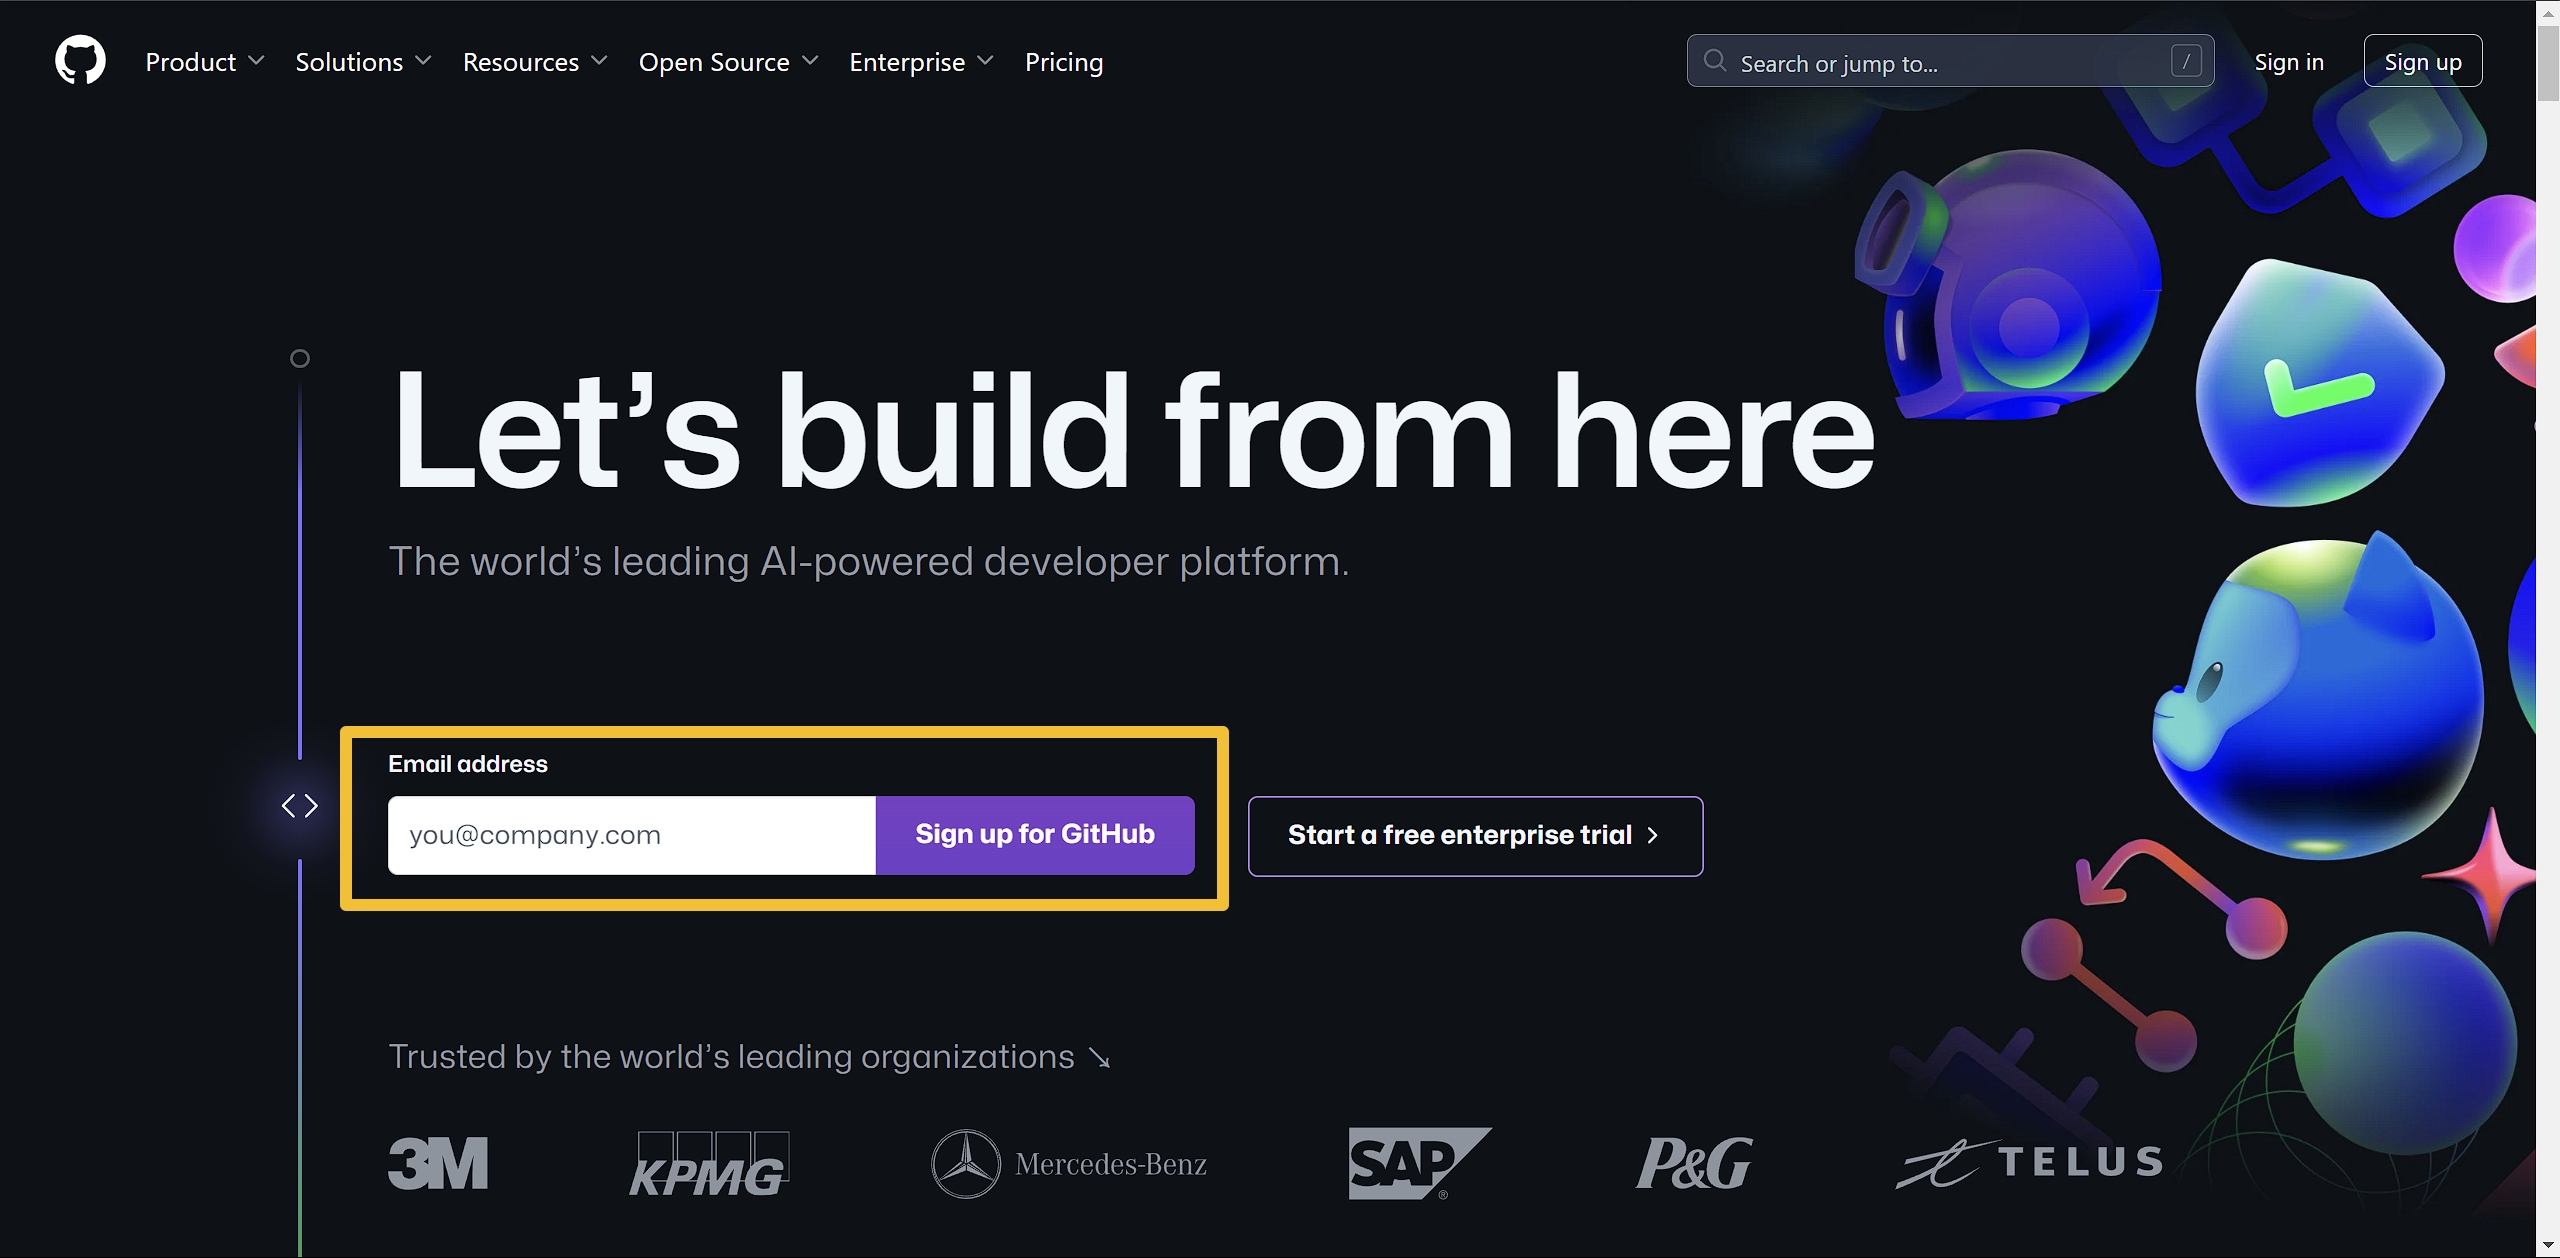 Product Solutions Resources Open Source Enterprise Pricing Search or jump to... / Sign in Sign up
Let’s build from here
The world’s leading AI-powered developer platform.
Email address
you@company.com Sign up for GitHub Start a free enterprise trial
Trusted by the world’s leading organizations
3M KPMG Mercedes-Benz SAP® P&G TELUS